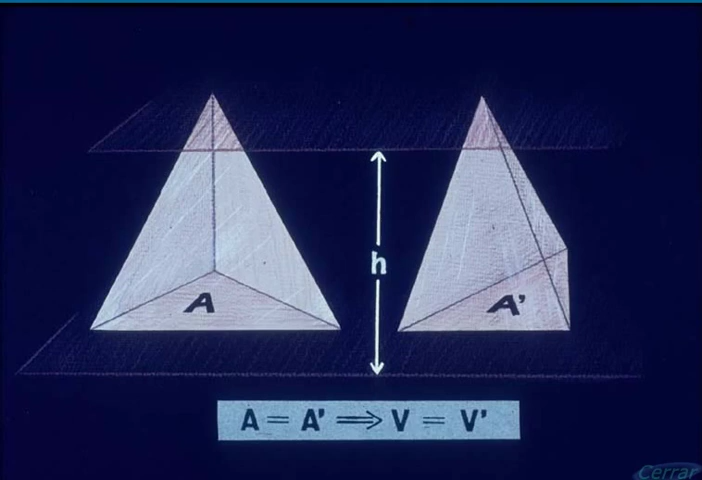 h
A
A'
A = A' ⟹ V = V'
Cerrar